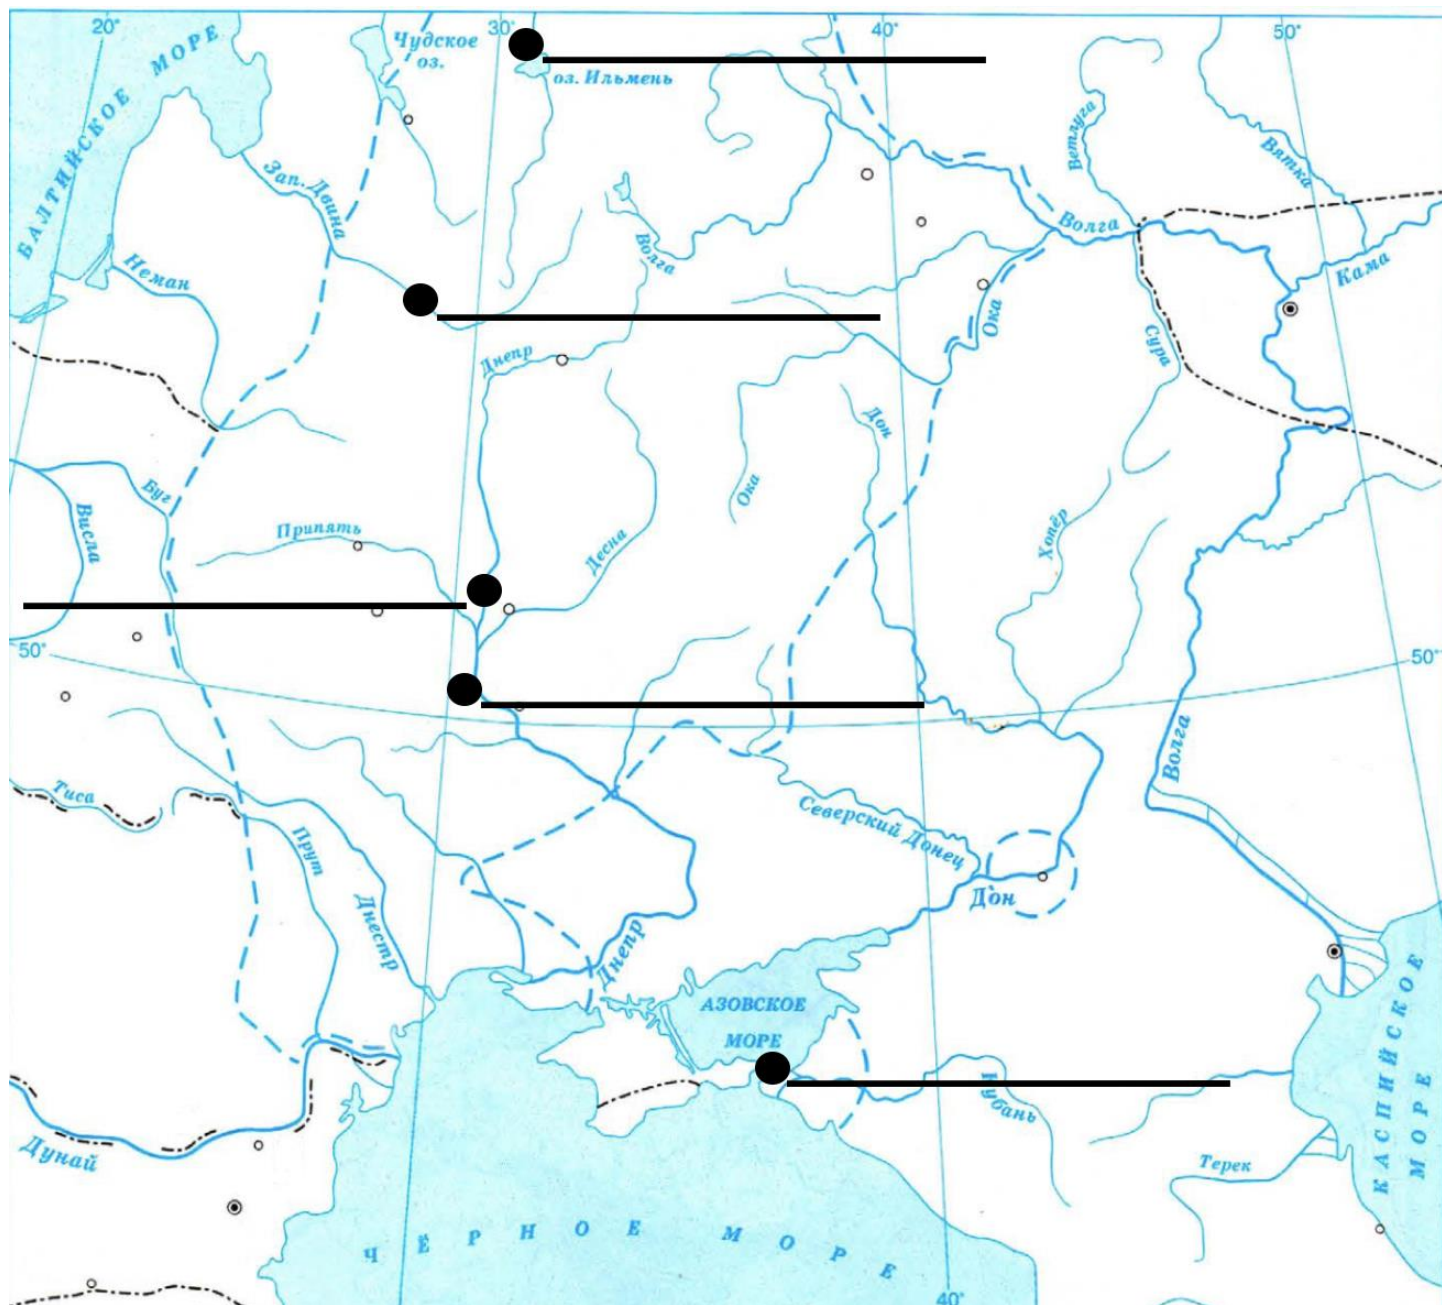 20°
30°
40°
50°
БАЛТИЙСКОЕ МОРЕ
Чудское
оз.
оз. Ильмень
Ветлуга
Вятка
Зап. Двина
Волга
Волга
Неман
Кама
Ока
Сура
Днепр
Дон
Буг
Висла
Припять
Ока
Десна
Хопёр
50°
50°
Волга
Тиса
Прут
Северский Донец
Днестр
Дон
Днепр
АЗОВСКОЕ
МОРЕ
КАСПИЙСКОЕ
МОРЕ
Кубань
Дунай
Терек
ЧЁРНОЕ МОРЕ
40°